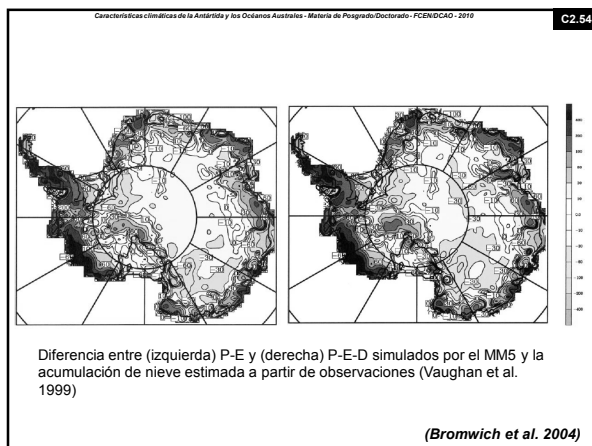 Características climáticas de la Antártida y los Océanos Australes - Materia de Posgrado/Doctorado - FCEN/DCAO - 2010
C2.54
Diferencia entre (izquierda) P-E y (derecha) P-E-D simulados por el MM5 y la
acumulación de nieve estimada a partir de observaciones (Vaughan et al.
1999)
(Bromwich et al. 2004)